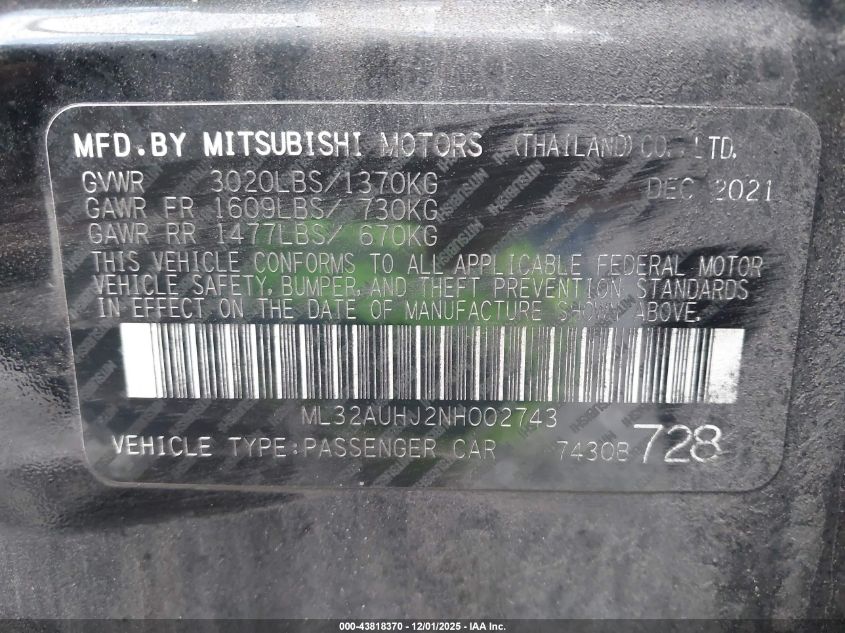 MFD.BY MITSUBISHI MOTORS (THAILAND) CO., LTD.
GVWR 3020LBS/1370KG DEC 2021
GAWR FR 1609LBS/ 730KG
GAWR RR 1477LBS/ 670KG
THIS VEHICLE CONFORMS TO ALL APPLICABLE FEDERAL MOTOR
VEHICLE SAFETY, BUMPER, AND THEFT PREVENTION STANDARDS
IN EFFECT ON THE DATE OF MANUFACTURE SHOWN ABOVE.
ML32AUHJ2NH002743
VEHICLE TYPE:PASSENGER CAR 7430B 728
000-43818370 - 12/01/2025 - IAA Inc.